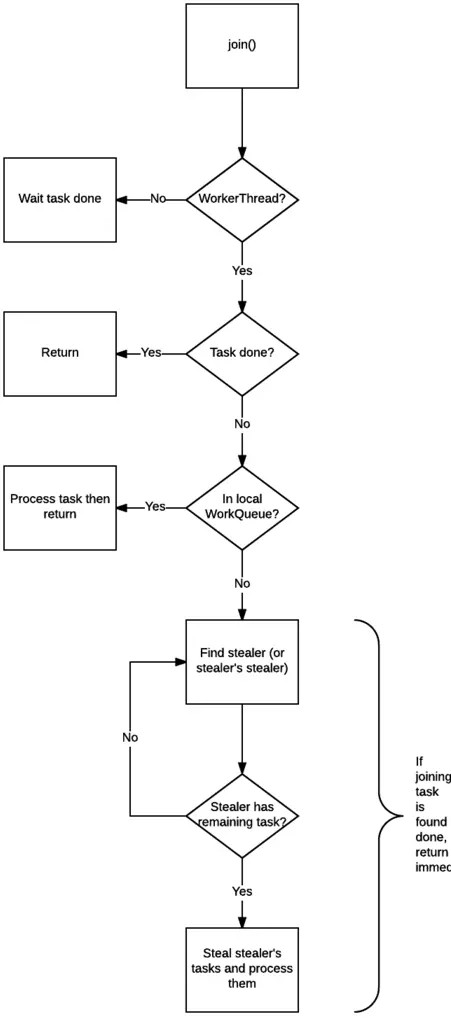 join()
Wait task done
No
WorkerThread?
Yes
Return
Yes
Task done?
No
Process task then
return
Yes
In local
WorkQueue?
No
Find stealer (or
stealer's stealer)
No
Stealer has
remaining task?
Yes
Steal stealer's
tasks and process
them
If
joining
task
is
found
done,
return
immed